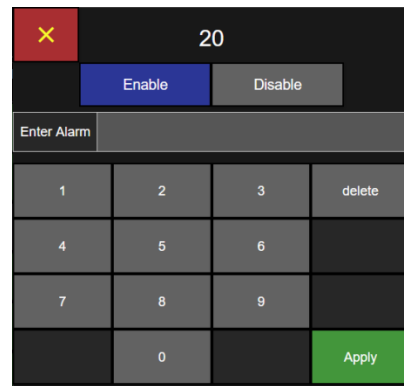 × 20
Enable Disable
Enter Alarm
1 2 3 delete
4 5 6
7 8 9
0 Apply